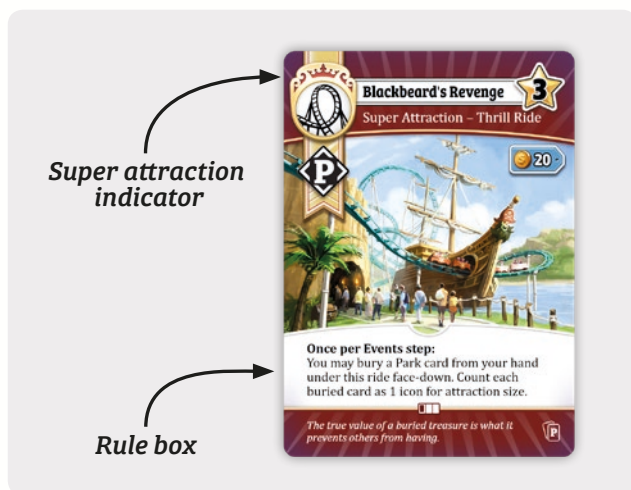 Super attraction
indicator
Rule box
Blackbeard's Revenge
3
Super Attraction – Thrill Ride
P
20
Once per Events step:
You may bury a Park card from your hand
under this ride face-down. Count each
buried card as 1 icon for attraction size.
The true value of a buried treasure is what it
prevents others from having.
P